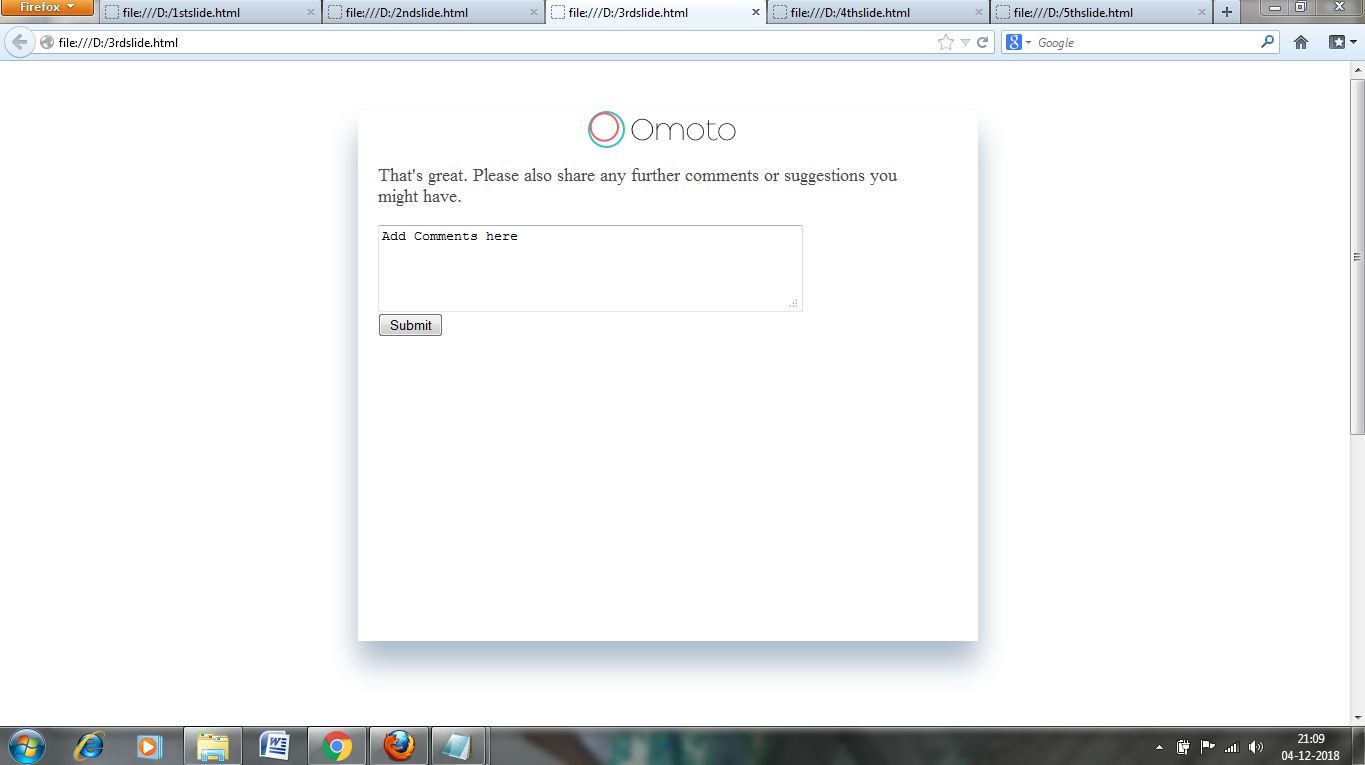 Firefox
file:///D:/1stslide.html
file:///D:/2ndslide.html
file:///D:/3rdslide.html
file:///D:/4thslide.html
file:///D:/5thslide.html
file:///D:/3rdslide.html
Google
Omoto
That's great. Please also share any further comments or suggestions you
might have.
Add Comments here
Submit
21:09
04-12-2018